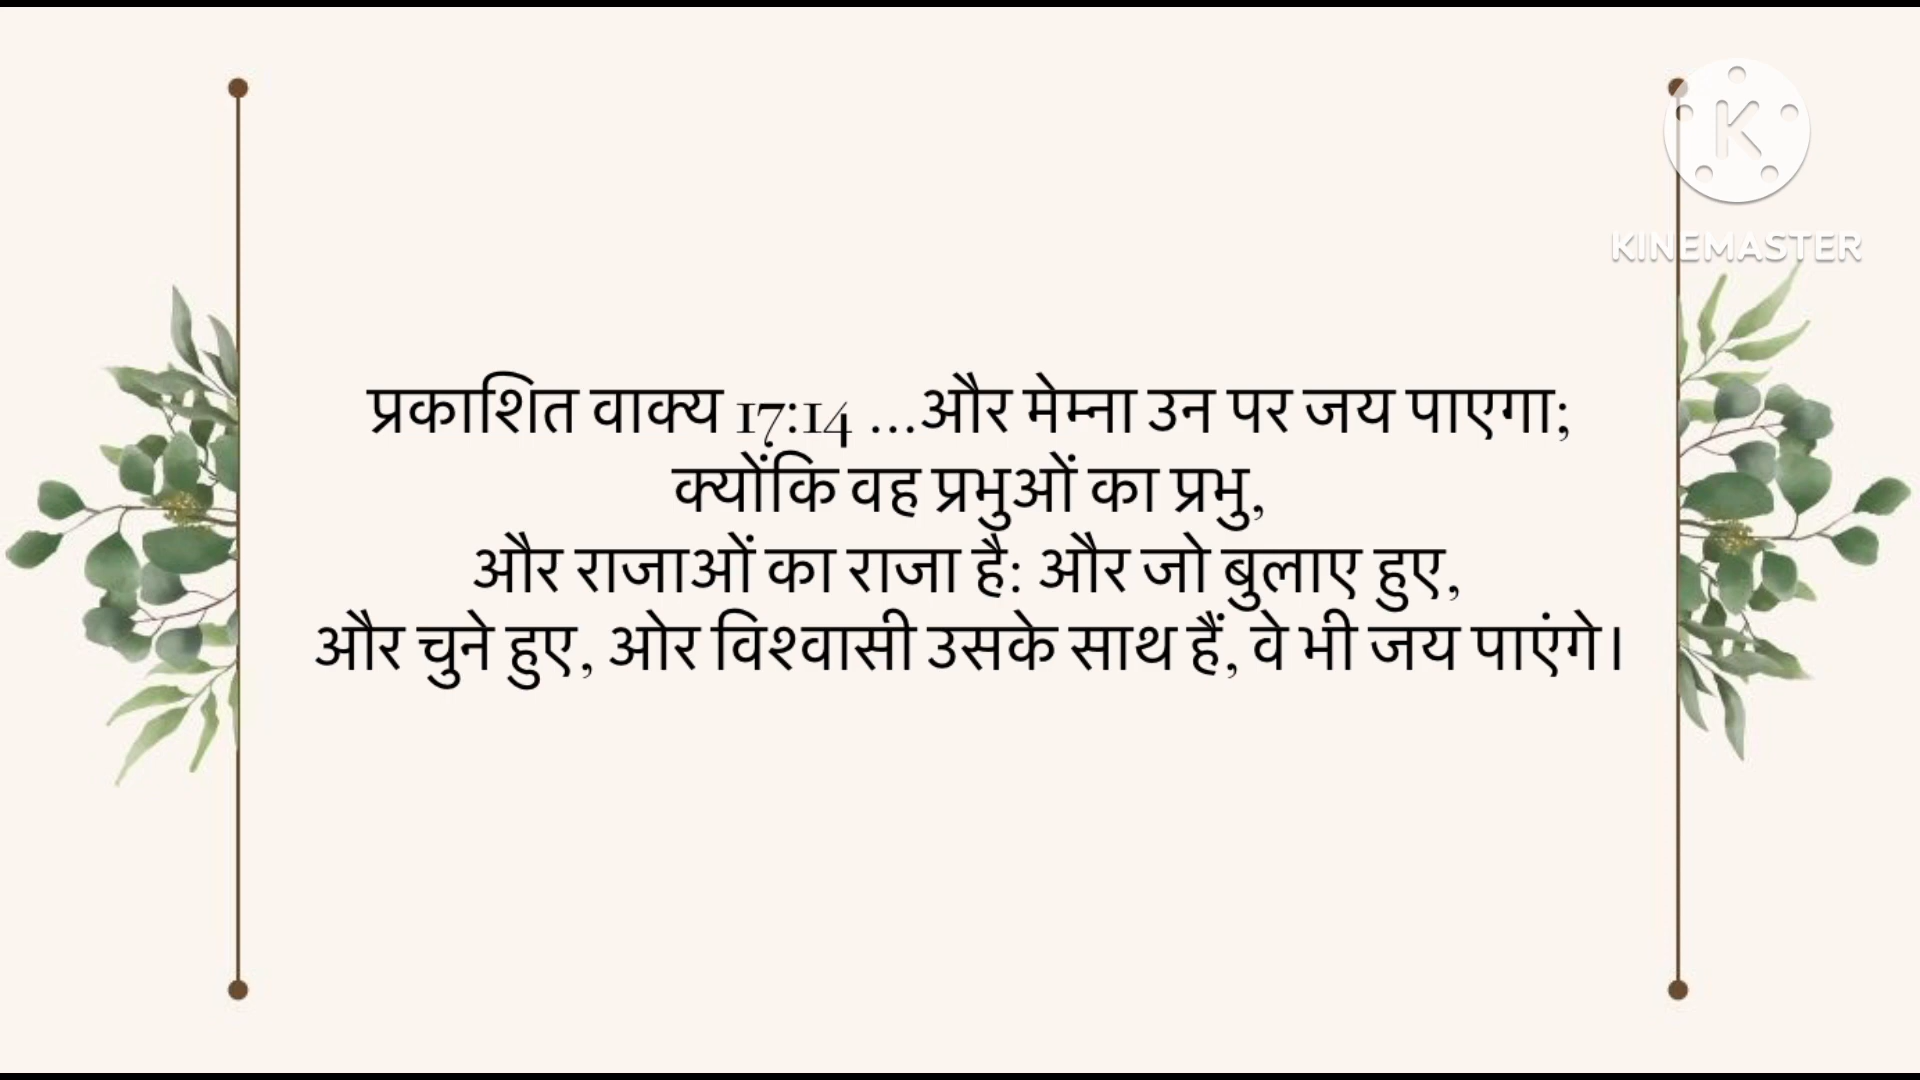 KINEMASTER
प्रकाशित वाक्य 17:14 ...और मेम्ना उन पर जय पाएगा;
क्योंकि वह प्रभुओं का प्रभु,
और राजाओं का राजा है: और जो बुलाए हुए,
और चुने हुए, ओर विश्वासी उसके साथ हैं, वे भी जय पाएंगे।